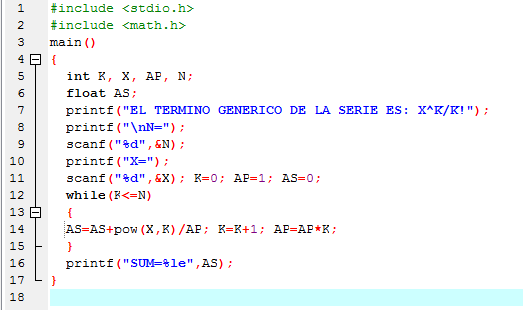 1 #include <stdio.h>
2 #include <math.h>
3 main()
4 {
5 int K, X, AP, N;
6 float AS;
7 printf("EL TERMINO GENERICO DE LA SERIE ES: X^K/K!");
8 printf("\nN=");
9 scanf("%d",&N);
10 printf("X=");
11 scanf("%d",&X); K=0; AP=1; AS=0;
12 while(K<=N)
13 {
14 AS=AS+pow(X,K)/AP; K=K+1; AP=AP*K;
15 }
16 printf("SUM=%le",AS);
17 }
18